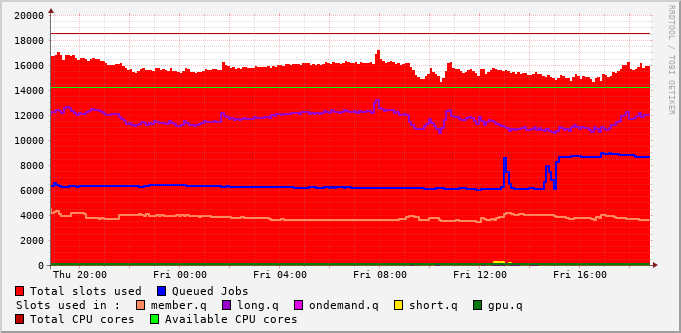 20000
18000
16000
14000
12000
10000
8000
6000
4000
2000
0
Thu 20:00 Fri 00:00 Fri 04:00 Fri 08:00 Fri 12:00 Fri 16:00
Total slots used Queued Jobs
Slots used in : member.q long.q ondemand.q short.q gpu.q
Total CPU cores Available CPU cores
RRDTOOL / TOBI OETIKER